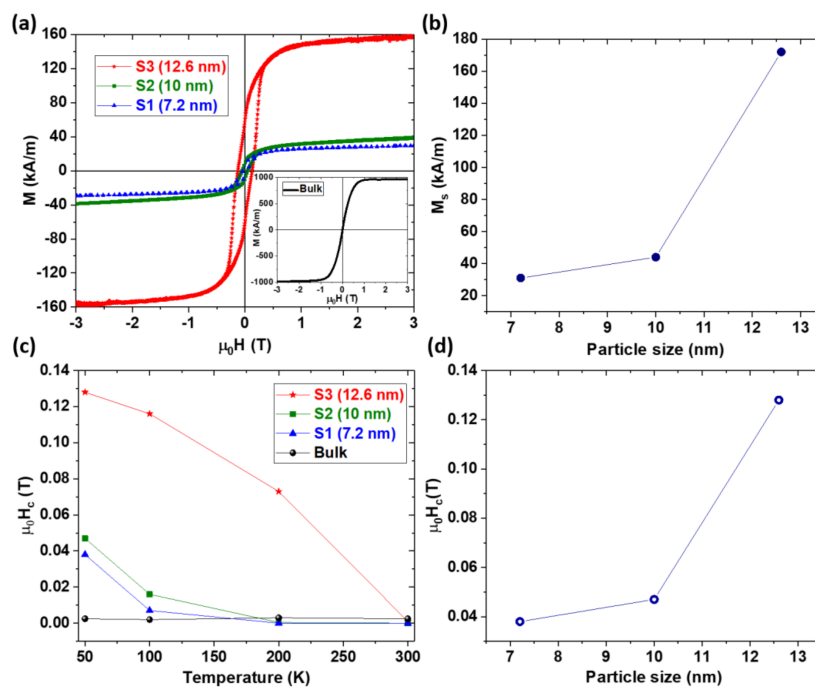 (a)
M (kA/m)
160
120
80
40
0
-40
-80
-120
-160
S3 (12.6 nm)
S2 (10 nm)
S1 (7.2 nm)
Bulk
M (kA/m)
1000
500
0
-500
-1000
-3 -2 -1 0 1 2 3
μ₀H (T)
-3 -2 -1 0 1 2 3
μ₀H (T)
(b)
Mₛ (kA/m)
180
160
140
120
100
80
60
40
20
7 8 9 10 11 12 13
Particle size (nm)
(c)
μ₀H꜀ (T)
0.14
0.12
0.10
0.08
0.06
0.04
0.02
0.00
S3 (12.6 nm)
S2 (10 nm)
S1 (7.2 nm)
Bulk
50 100 150 200 250 300
Temperature (K)
(d)
μ₀H꜀(T)
0.14
0.12
0.10
0.08
0.06
0.04
7 8 9 10 11 12 13
Particle size (nm)